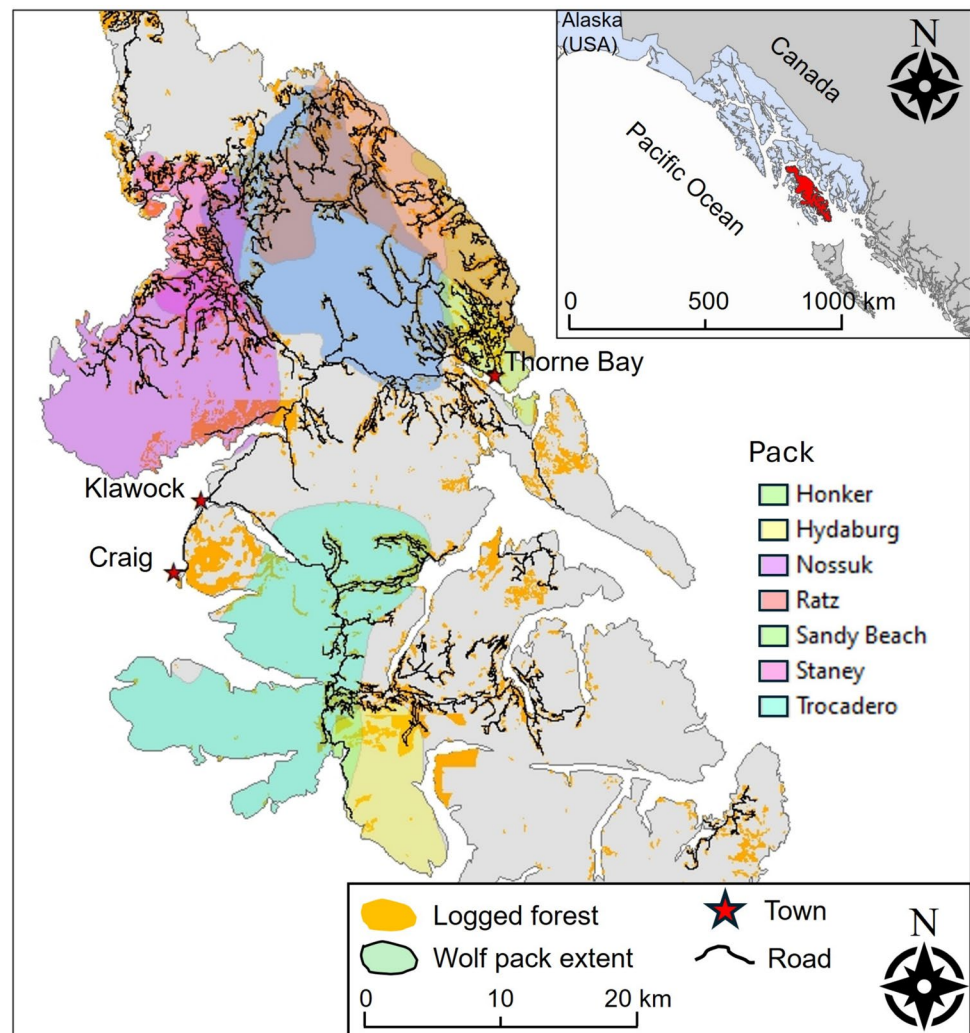 Alaska
(USA)
Canada
N
Pacific Ocean
0 500 1000 km
Thorne Bay
Klawock
Craig
Pack
Honker
Hydaburg
Nossuk
Ratz
Sandy Beach
Staney
Trocadero
Logged forest
Town
Wolf pack extent
Road
N
0 10 20 km